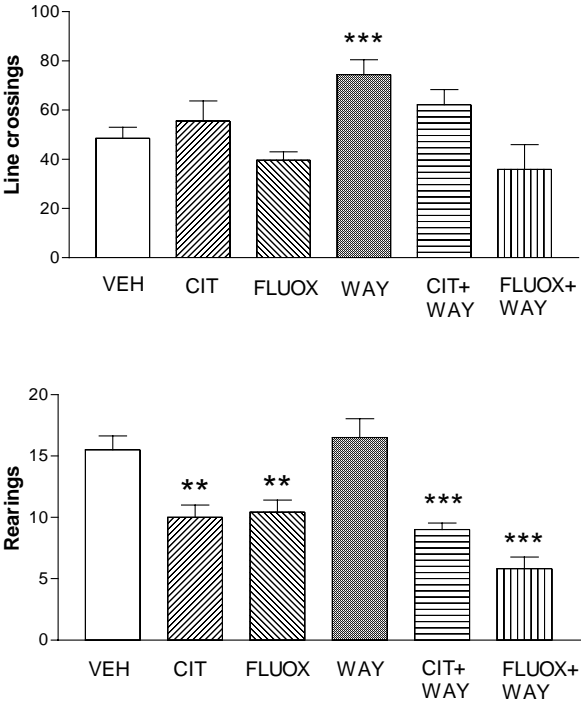 100
80
60
40
20
0
Line crossings
***
VEH CIT FLUOX WAY CIT+ FLUOX+
WAY WAY
20
15
10
5
0
Rearings
** ** *** ***
VEH CIT FLUOX WAY CIT+ FLUOX+
WAY WAY